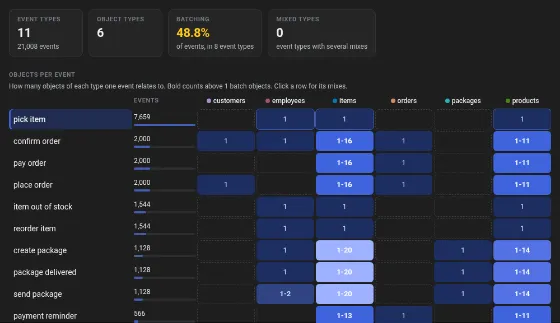 EVENT TYPES
11
21,008 events
OBJECT TYPES
6
BATCHING
48.8%
of events, in 8 event types
MIXED TYPES
0
event types with several mixes
OBJECTS PER EVENT
How many objects of each type one event relates to. Bold counts above 1 batch objects. Click a row for its mixes.
EVENTS customers employees items orders packages products
pick item 7,659 1 1 1
confirm order 2,000 1 1 1-16 1 1-11
pay order 2,000 1-16 1 1-11
place order 2,000 1 1-16 1 1-11
item out of stock 1,544 1 1 1
reorder item 1,544 1 1 1
create package 1,128 1 1-20 1 1-14
package delivered 1,128 1 1-20 1 1-14
send package 1,128 1-2 1-20 1 1-14
payment reminder 566 1-13 1 1-11